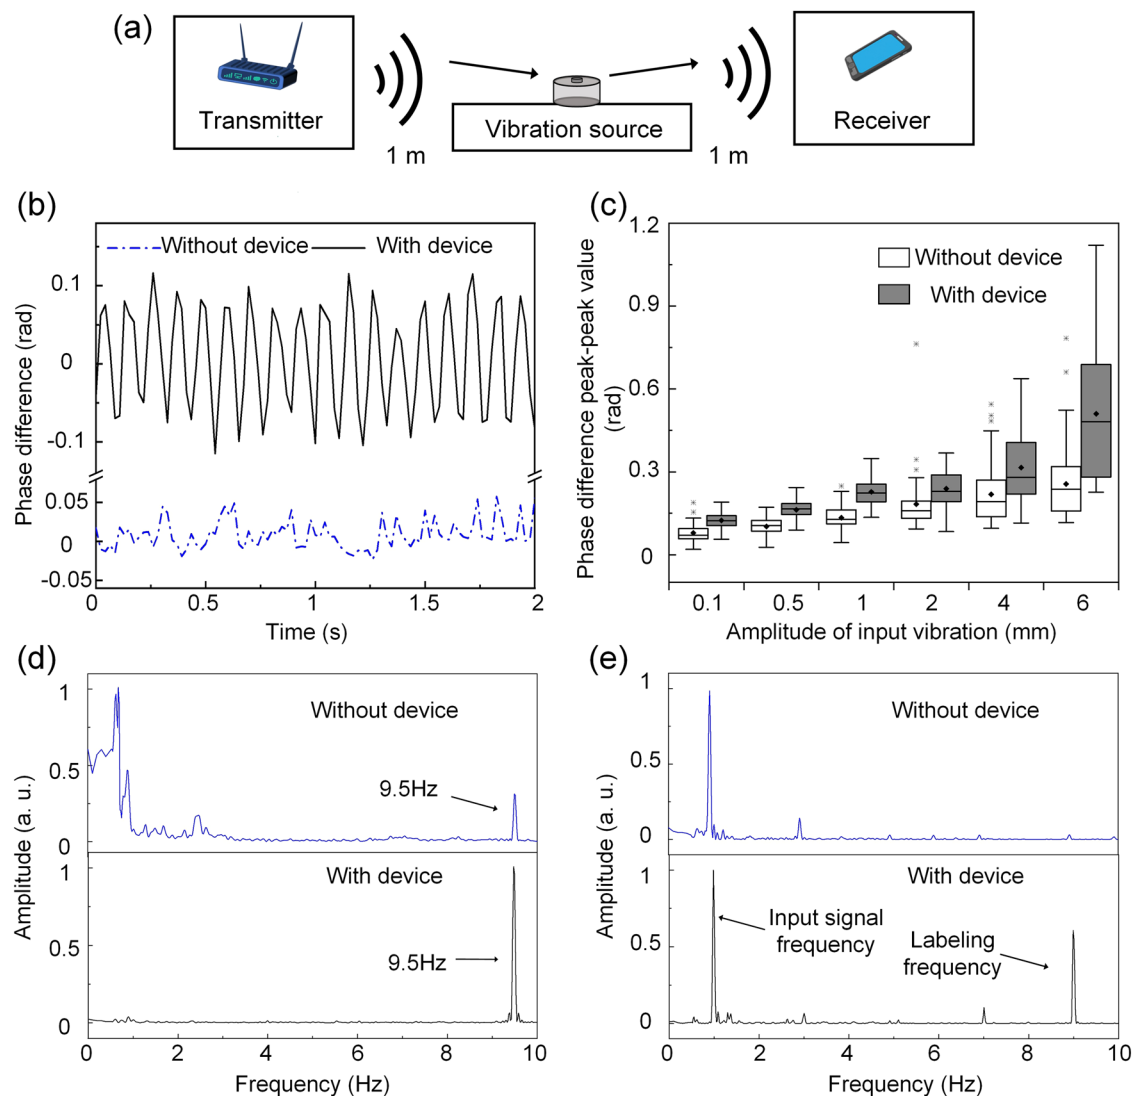 (a)
Transmitter
1 m
Vibration source
1 m
Receiver
(b)
Without device
With device
Phase difference (rad)
0.1
0
-0.1
0.05
0
-0.05
0
0.5
1
1.5
2
Time (s)
(c)
Phase difference peak-peak value
(rad)
1.2
0.9
0.6
0.3
0
Without device
With device
0.1
0.5
1
2
4
6
Amplitude of input vibration (mm)
(d)
Amplitude (a. u.)
1
0.5
0
Without device
9.5Hz
1
0.5
0
With device
9.5Hz
0
2
4
6
8
10
Frequency (Hz)
(e)
Amplitude (a. u.)
1
0.5
0
Without device
1
0.5
0
With device
Input signal
frequency
Labeling
frequency
0
2
4
6
8
10
Frequency (Hz)